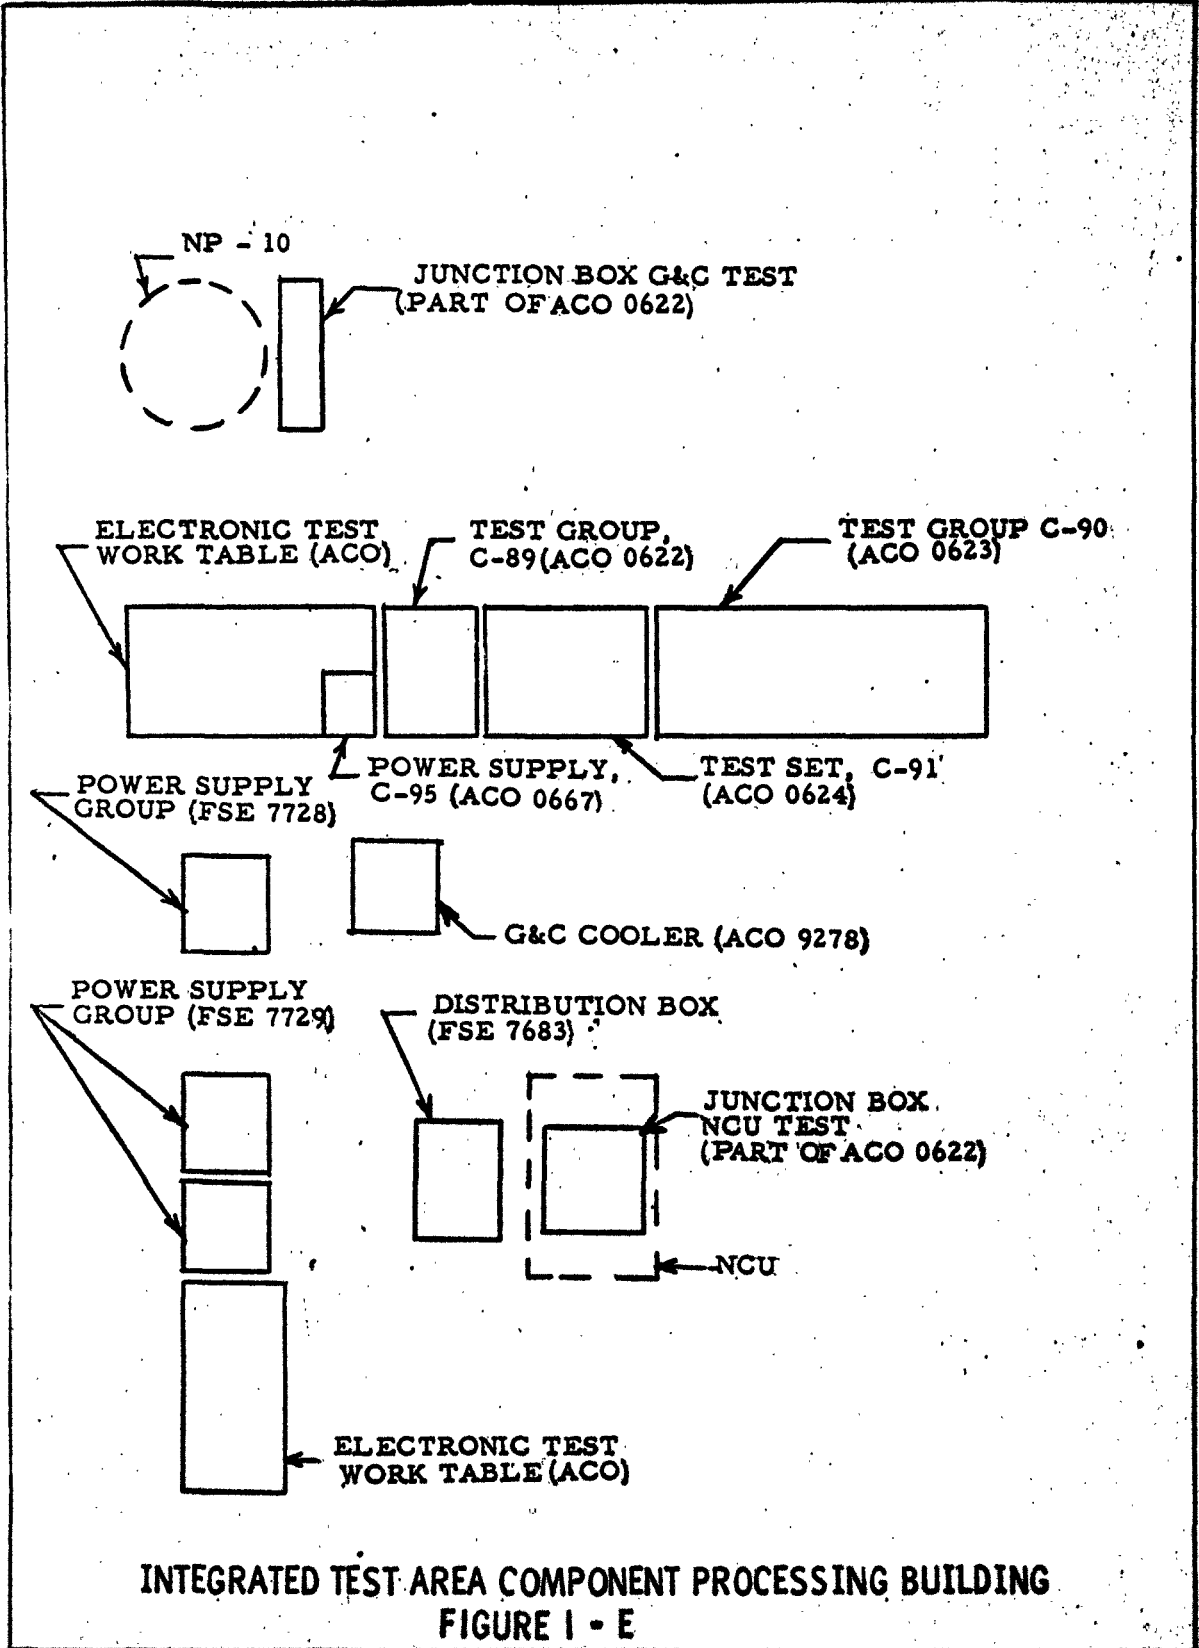 NP - 10
JUNCTION BOX G&C TEST
(PART OF ACO 0622)
ELECTRONIC TEST
WORK TABLE (ACO)
TEST GROUP,
C-89 (ACO 0622)
TEST GROUP C-90
(ACO 0623)
POWER SUPPLY,
C-95 (ACO 0667)
TEST SET, C-91
(ACO 0624)
POWER SUPPLY
GROUP (FSE 7728)
G&C COOLER (ACO 9278)
POWER SUPPLY
GROUP (FSE 7729)
DISTRIBUTION BOX
(FSE 7683)
JUNCTION BOX
NCU TEST
(PART OF ACO 0622)
NCU
ELECTRONIC TEST
WORK TABLE (ACO)
INTEGRATED TEST AREA COMPONENT PROCESSING BUILDING
FIGURE I - E